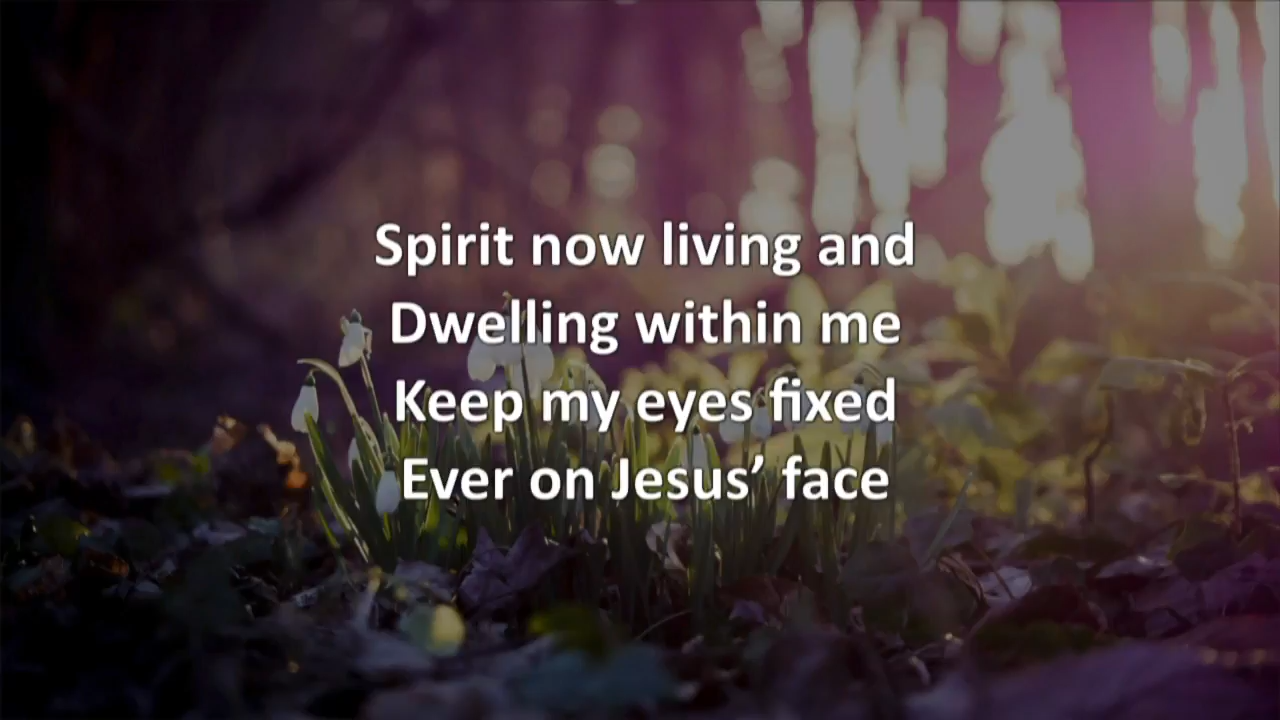 Spirit now living and
Dwelling within me
Keep my eyes fixed
Ever on Jesus’ face